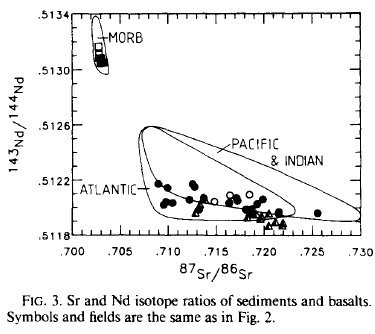 .5134
MORB
.5130
143Nd/144Nd
.5126
PACIFIC
& INDIAN
.5122
ATLANTIC
.5118
.700 .705 .710 .715 .720 .725 .730
87Sr/86Sr
FIG. 3. Sr and Nd isotope ratios of sediments and basalts.
Symbols and fields are the same as in Fig. 2.